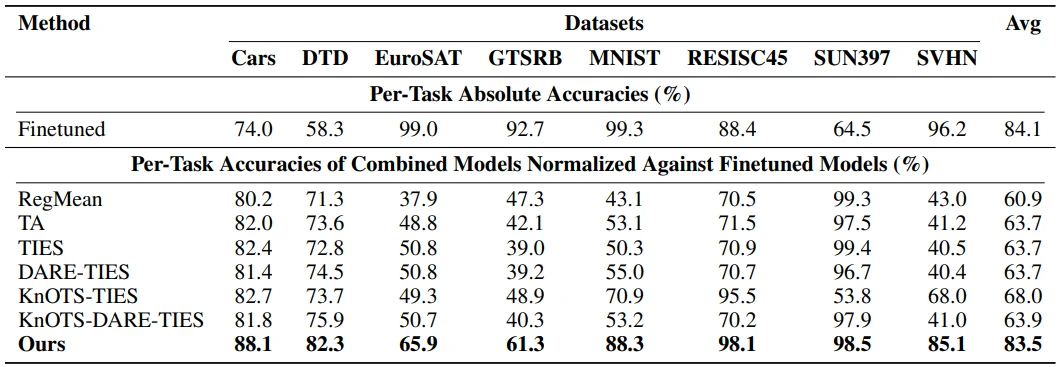 Method Datasets Avg
Cars DTD EuroSAT GTSRB MNIST RESISC45 SUN397 SVHN
Per-Task Absolute Accuracies (%)
Finetuned 74.0 58.3 99.0 92.7 99.3 88.4 64.5 96.2 84.1
Per-Task Accuracies of Combined Models Normalized Against Finetuned Models (%)
RegMean 80.2 71.3 37.9 47.3 43.1 70.5 99.3 43.0 60.9
TA 82.0 73.6 48.8 42.1 53.1 71.5 97.5 41.2 63.7
TIES 82.4 72.8 50.8 39.0 50.3 70.9 99.4 40.5 63.7
DARE-TIES 81.4 74.5 50.8 39.2 55.0 70.7 96.7 40.4 63.7
KnOTS-TIES 82.7 73.7 49.3 48.9 70.9 95.5 53.8 68.0 68.0
KnOTS-DARE-TIES 81.8 75.9 50.7 40.3 53.2 70.2 97.9 41.0 63.9
Ours 88.1 82.3 65.9 61.3 88.3 98.1 98.5 85.1 83.5